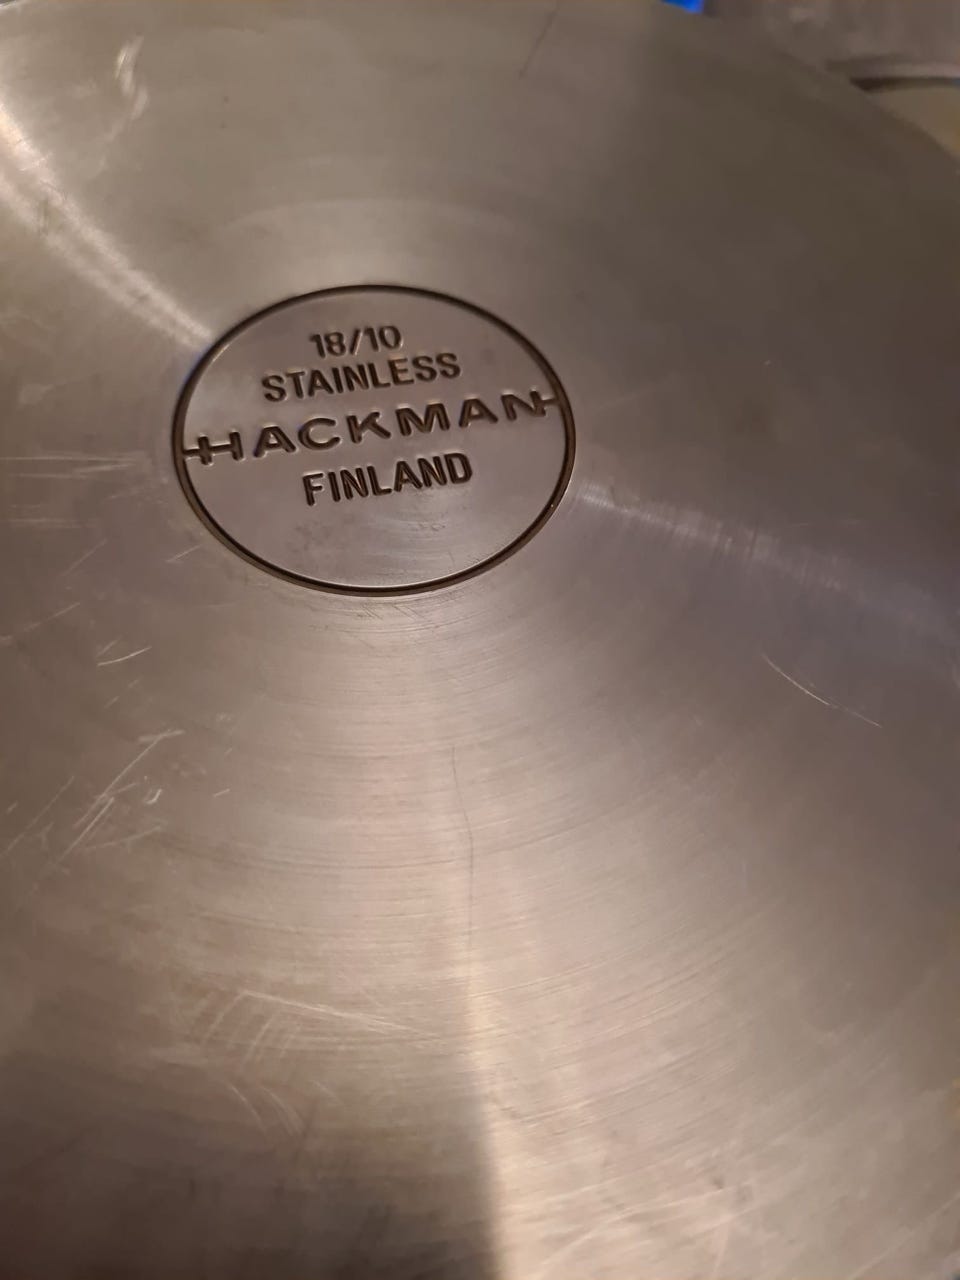 18/10
STAINLESS
HACKMAN
FINLAND